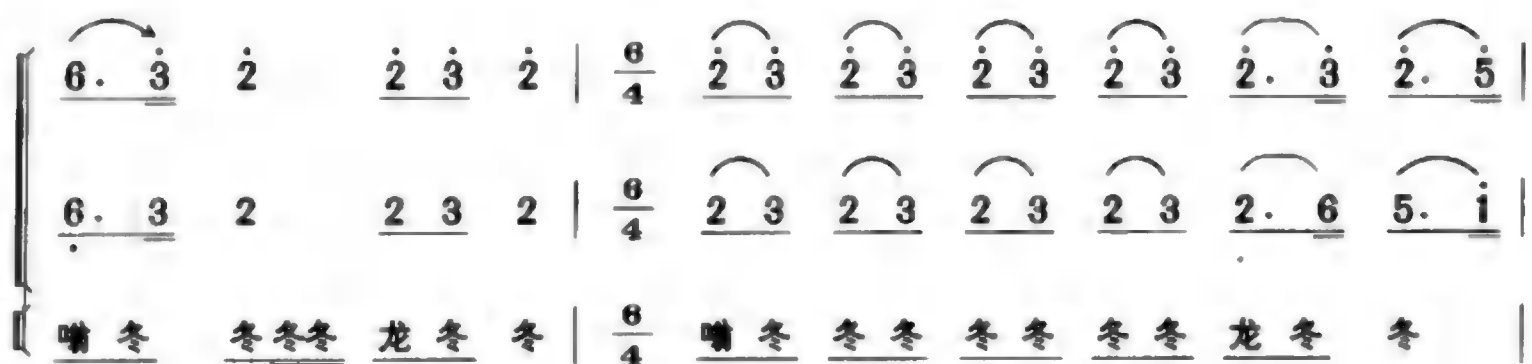 6. 3̇ 2̇ 2̇ 3̇ 2̇ | 6/4 2̇ 3̇ 2̇ 3̇ 2̇ 3̇ 2̇ 3̇ 2̇. 3̇ 2̇. 5̇ |
6̣. 3 2 2 3 2 | 6/4 2 3 2 3 2 3 2 3 2. 6 5. i̇ |
冬 冬冬冬 龙 冬 冬 | 6/4 冬 冬 冬 冬 冬 冬 冬 龙 冬 冬 |